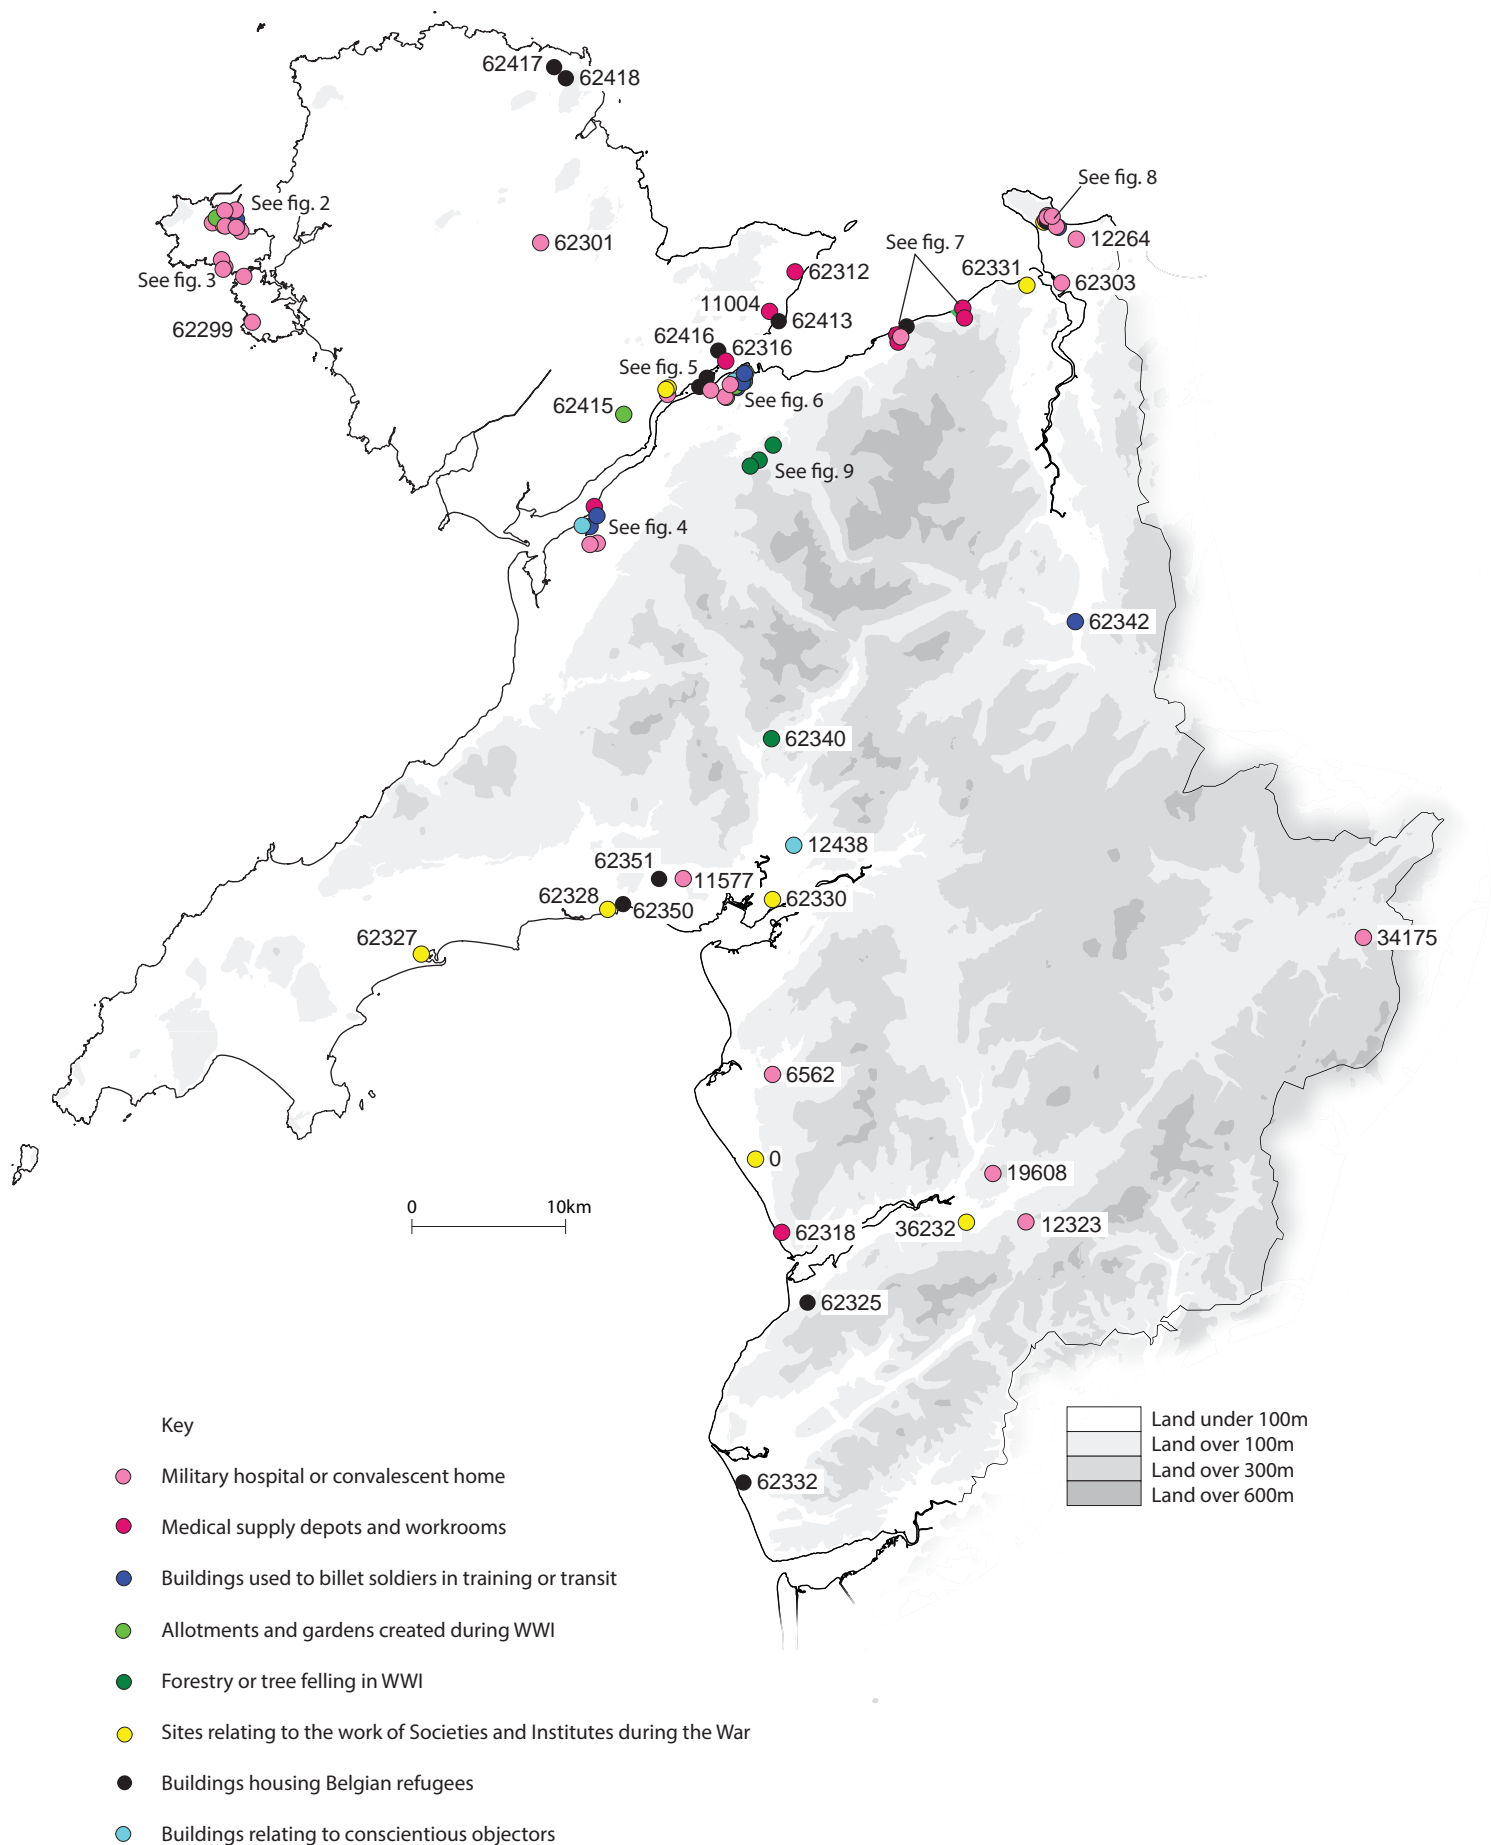 62417
62418
See fig. 8
See fig. 2
12264
62301
See fig. 7
62331
62312
See fig. 3
62303
11004
62413
62299
62416
62316
See fig. 5
See fig. 6
62415
See fig. 9
See fig. 4
62342
62340
12438
62351
11577
62328
62330
62350
62327
34175
6562
0
19608
0 10km
36232
12323
62318
62325
62332
Key
Military hospital or convalescent home
Medical supply depots and workrooms
Buildings used to billet soldiers in training or transit
Allotments and gardens created during WWI
Forestry or tree felling in WWI
Sites relating to the work of Societies and Institutes during the War
Buildings housing Belgian refugees
Buildings relating to conscientious objectors
Land under 100m
Land over 100m
Land over 300m
Land over 600m